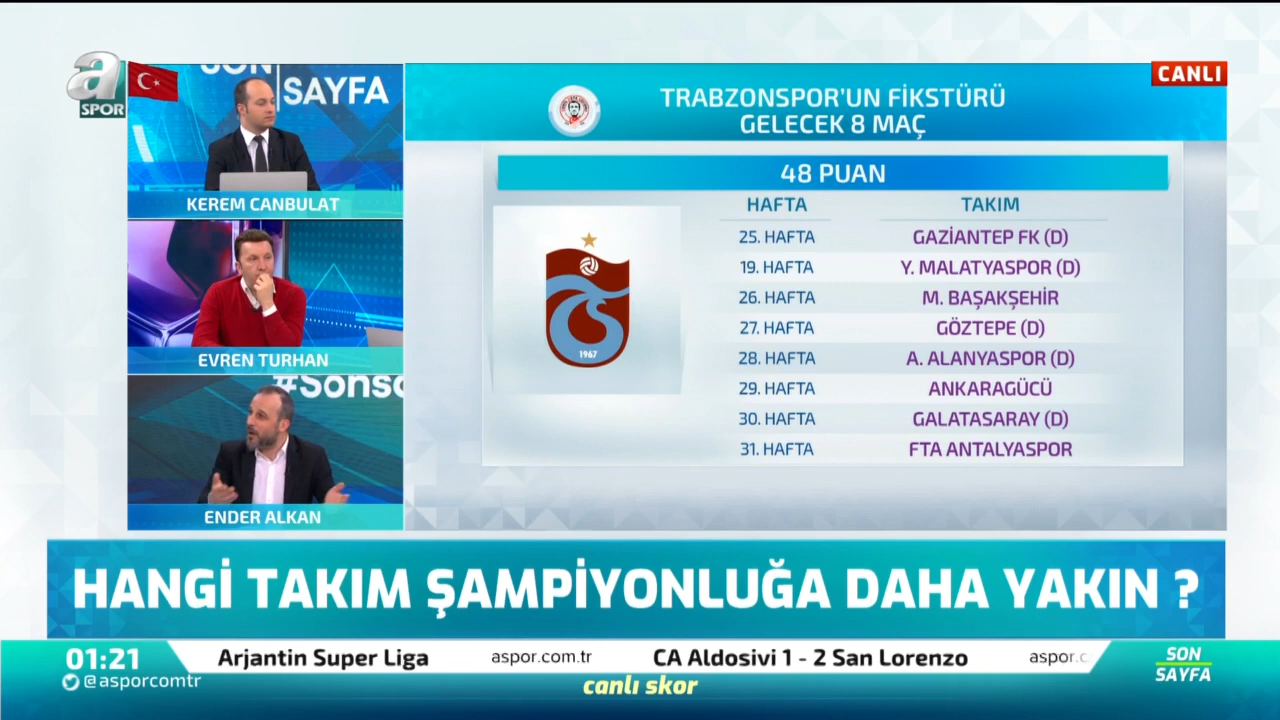 a
SPOR
SON
SAYFA
KEREM CANBULAT
EVREN TURHAN
#Sonsa
ENDER ALKAN
CANLI
TRABZONSPOR'UN FİKSTÜRÜ
GELECEK 8 MAÇ
48 PUAN
HAFTA TAKIM
25. HAFTA GAZİANTEP FK (D)
19. HAFTA Y. MALATYASPOR (D)
26. HAFTA M. BAŞAKŞEHİR
27. HAFTA GÖZTEPE (D)
28. HAFTA A. ALANYASPOR (D)
29. HAFTA ANKARAGÜCÜ
30. HAFTA GALATASARAY (D)
31. HAFTA FTA ANTALYASPOR
1967
HANGİ TAKIM ŞAMPİYONLUĞA DAHA YAKIN ?
01:21 Arjantin Super Liga aspor.com.tr CA Aldosivi 1 - 2 San Lorenzo aspor.c
@asporcomtr
canlı skor
SON
SAYFA